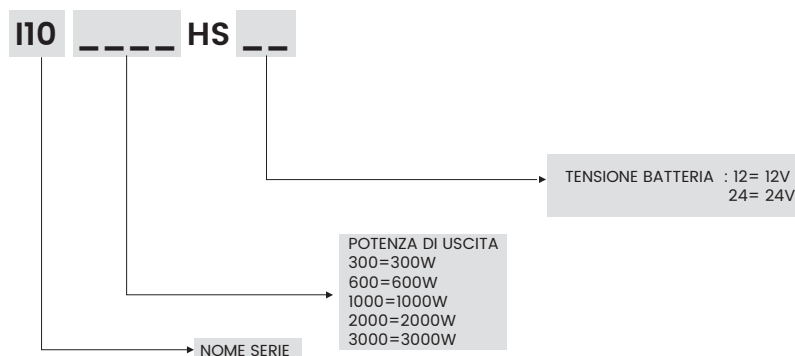 I10 _ _ _ _ HS _ _
TENSIONE BATTERIA : 12= 12V
24= 24V
POTENZA DI USCITA
300=300W
600=600W
1000=1000W
2000=2000W
3000=3000W
NOME SERIE